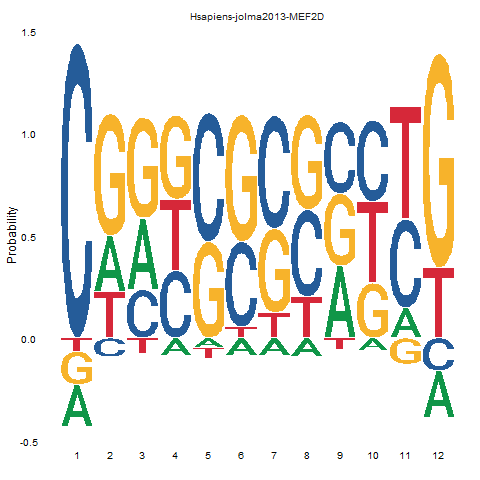 Hsapiens-jolma2013-MEF2D
1.5
1.0
0.5
0.0
-0.5
Probability
C T G A
G A T C
G A C T
G T C A
C G A T
G C T A
C G T A
G C T A
C G A T
C T G A
T C A G
G T C A
1 2 3 4 5 6 7 8 9 10 11 12